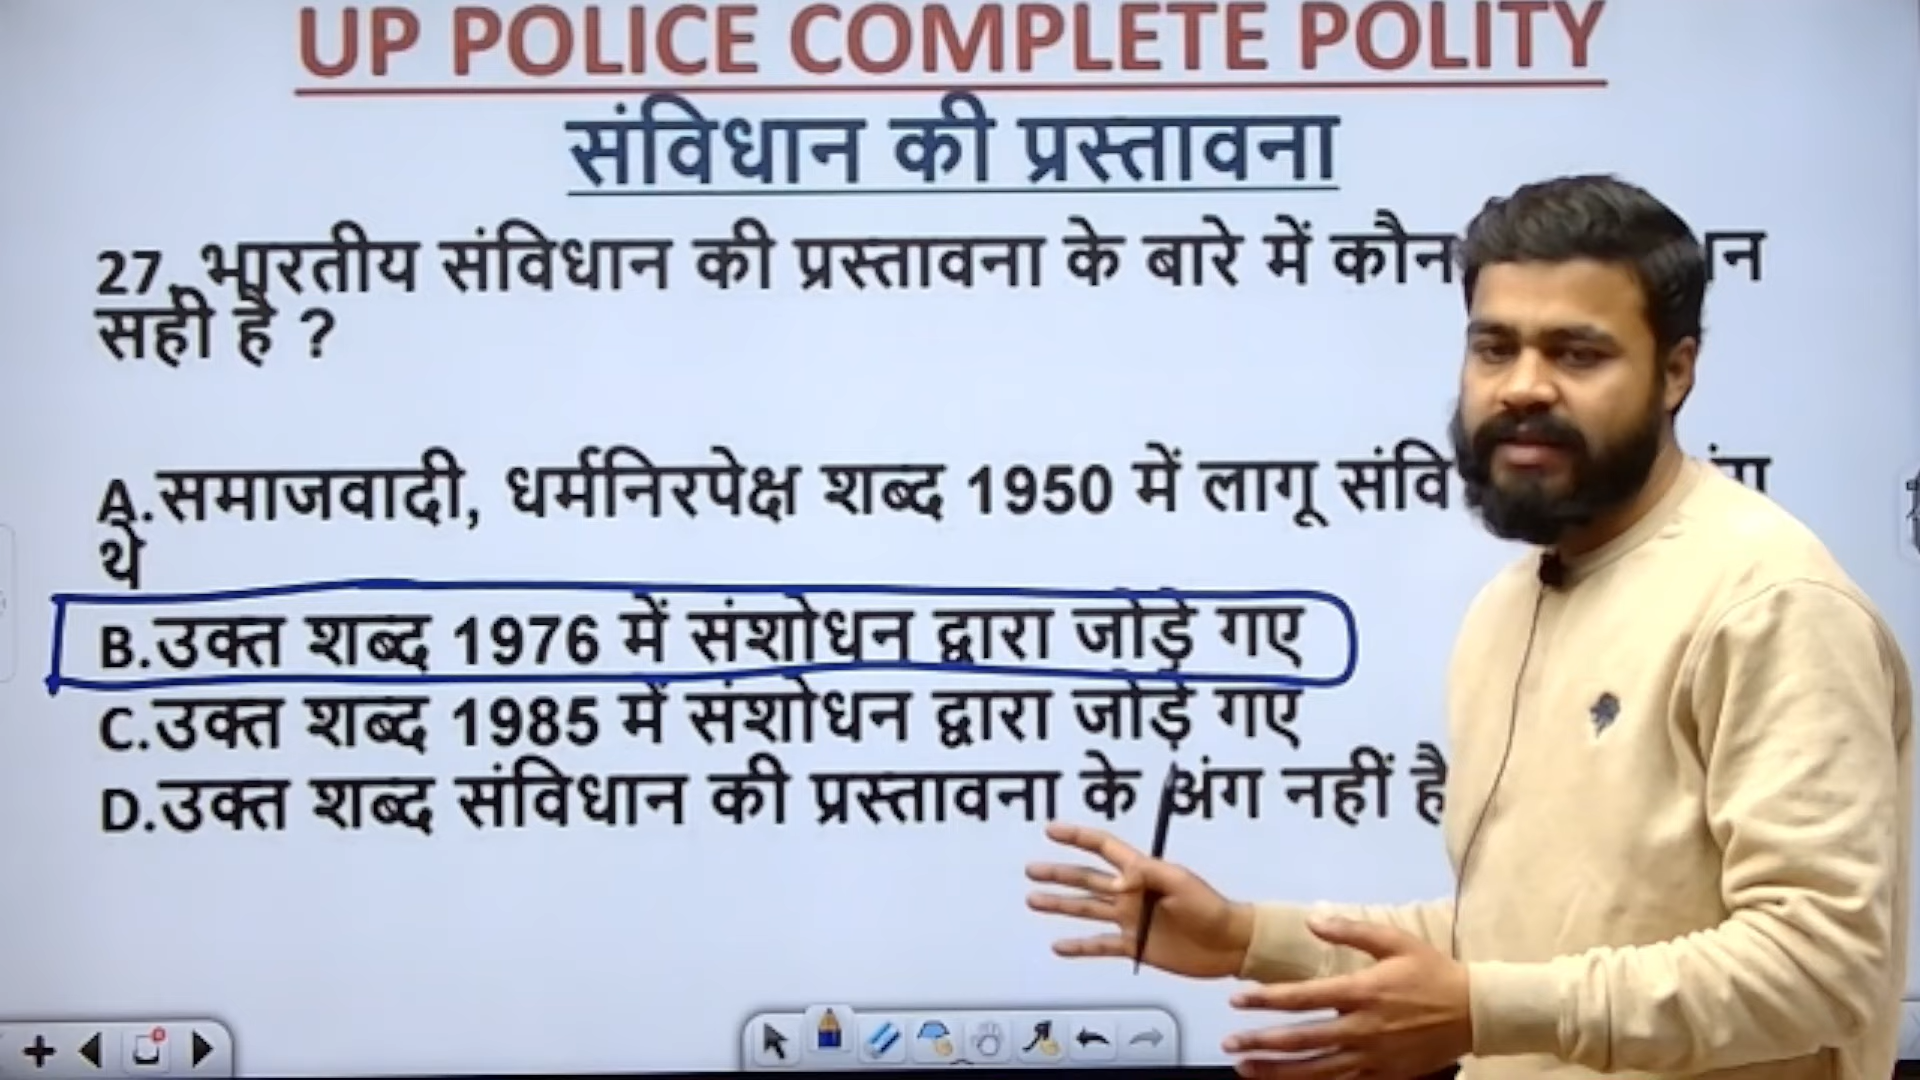 UP POLICE COMPLETE POLITY
संविधान की प्रस्तावना
27. भारतीय संविधान की प्रस्तावना के बारे में कौन
सही है ?
A.समाजवादी, धर्मनिरपेक्ष शब्द 1950 में लागू
थे
B.उक्त शब्द 1976 में संशोधन द्वारा जोड़े गए
C.उक्त शब्द 1985 में संशोधन द्वारा जोड़े गए
D.उक्त शब्द संविधान की प्रस्तावना के अंग नहीं है